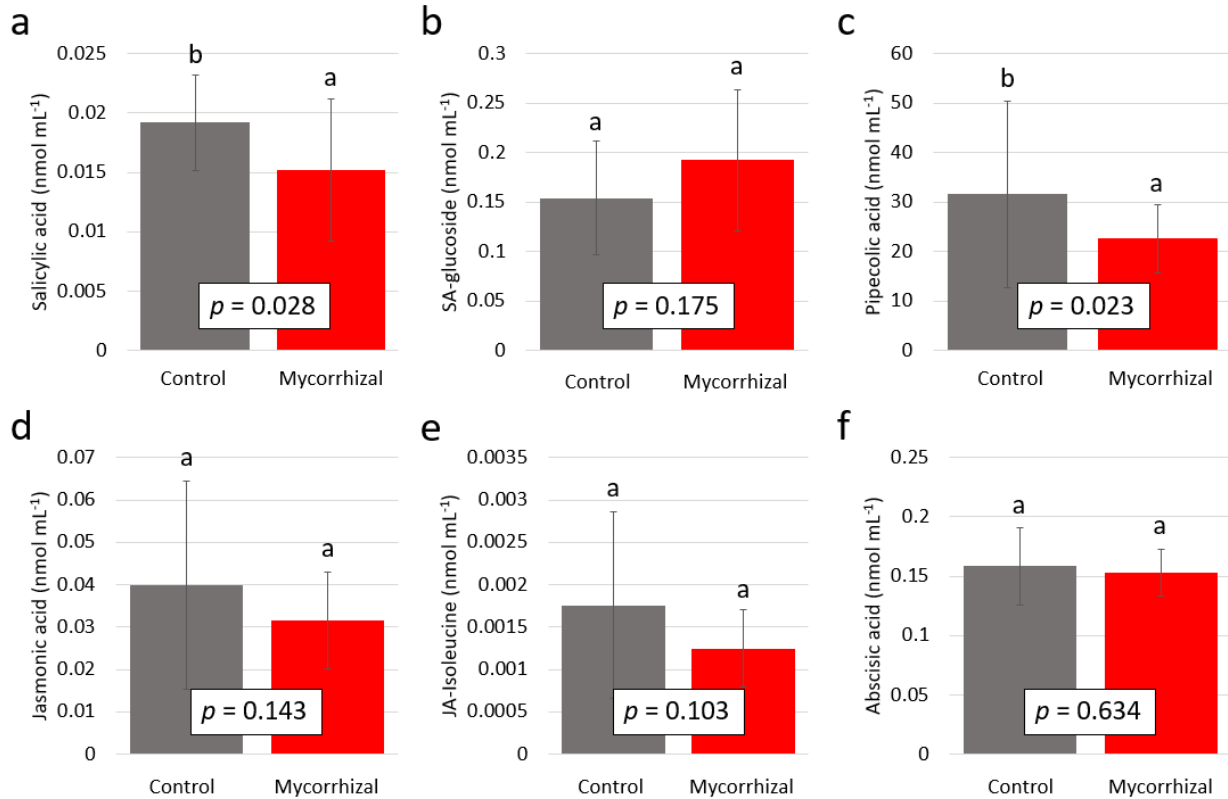 a
Salicylic acid (nmol mL⁻¹)
0.025
0.02
0.015
0.01
0.005
0
b
a
p = 0.028
Control
Mycorrhizal
b
SA-glucoside (nmol mL⁻¹)
0.3
0.25
0.2
0.15
0.1
0.05
0
a
a
p = 0.175
Control
Mycorrhizal
c
Pipecolic acid (nmol mL⁻¹)
60
50
40
30
20
10
0
b
a
p = 0.023
Control
Mycorrhizal
d
Jasmonic acid (nmol mL⁻¹)
0.07
0.06
0.05
0.04
0.03
0.02
0.01
0
a
a
p = 0.143
Control
Mycorrhizal
e
JA-Isoleucine (nmol mL⁻¹)
0.0035
0.003
0.0025
0.002
0.0015
0.001
0.0005
0
a
a
p = 0.103
Control
Mycorrhizal
f
Abscisic acid (nmol mL⁻¹)
0.25
0.2
0.15
0.1
0.05
0
a
a
p = 0.634
Control
Mycorrhizal